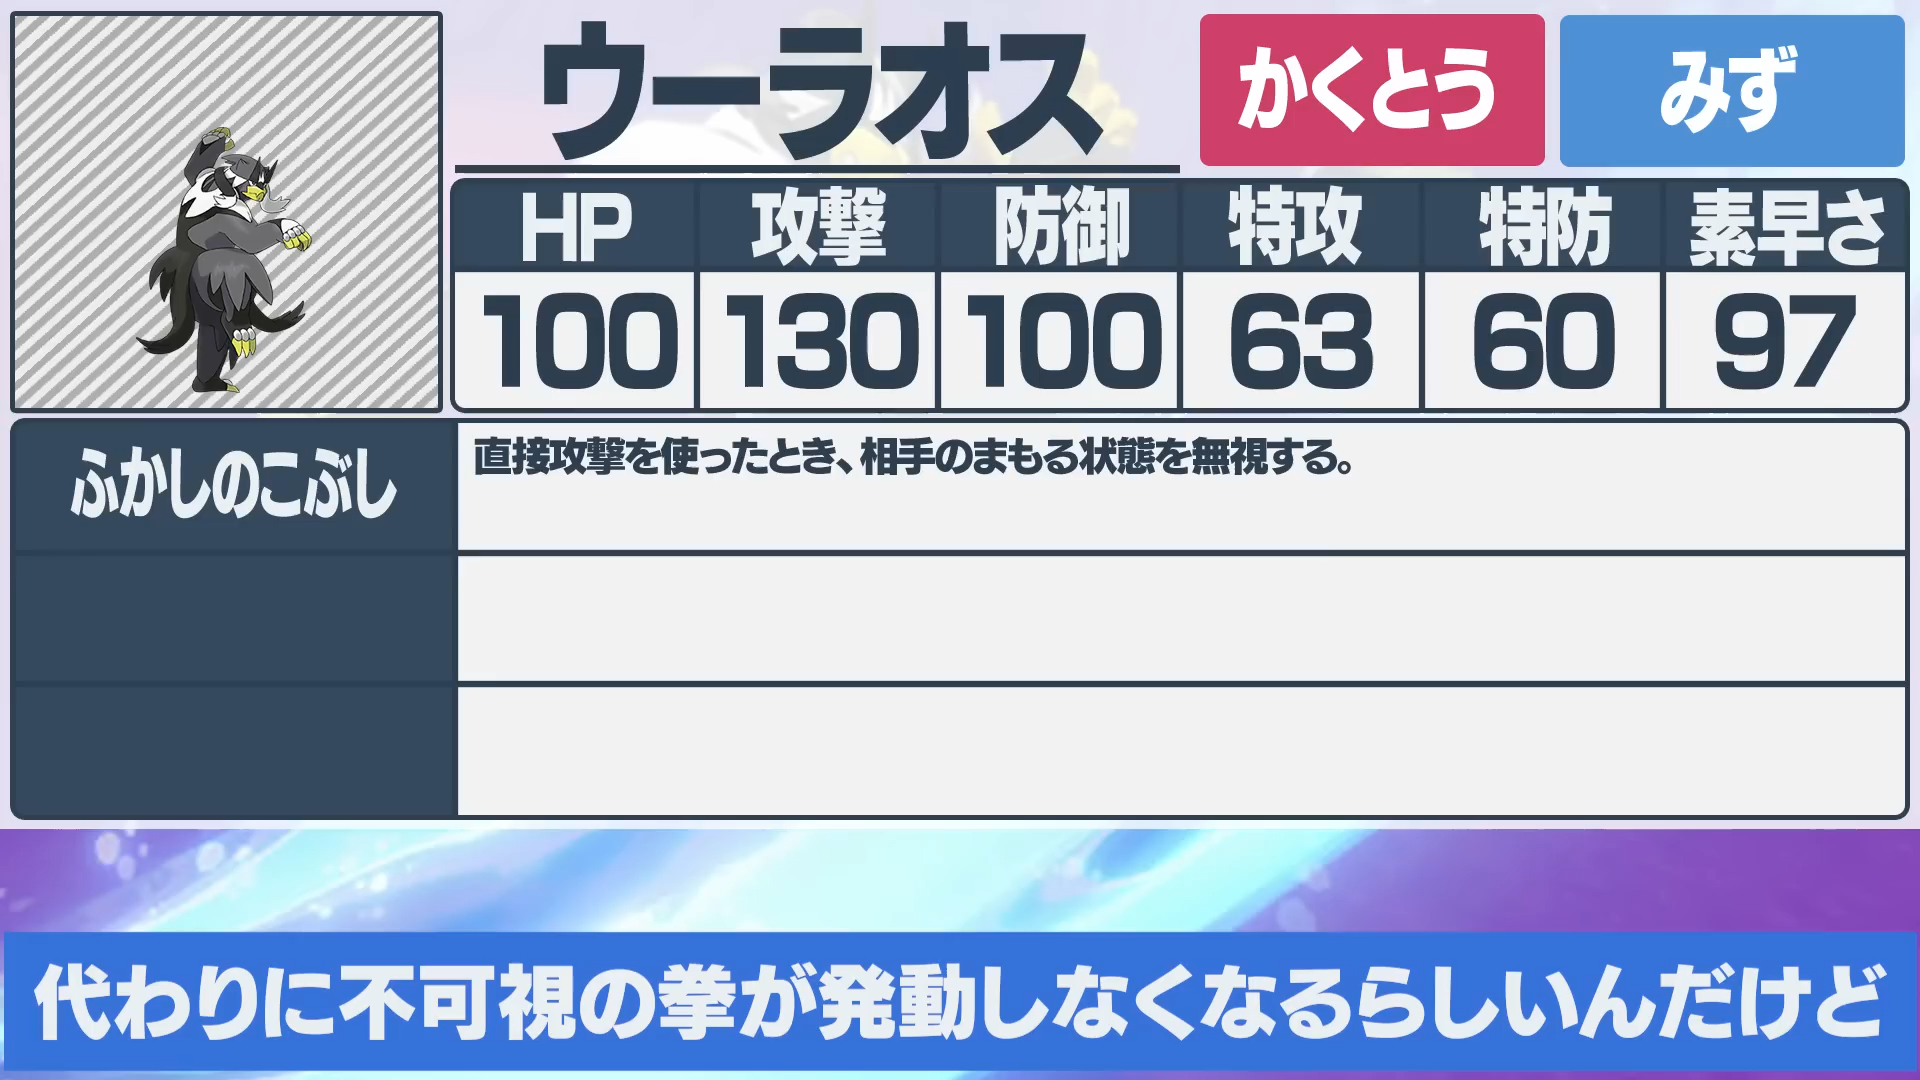 ウーラオス
かくとう
みず
HP 攻撃 防御 特攻 特防 素早さ
100 130 100 63 60 97
ふかしのこぶし
直接攻撃を使ったとき、相手のまもる状態を無視する。
代わりに不可視の拳が発動しなくなるらしいんだけど